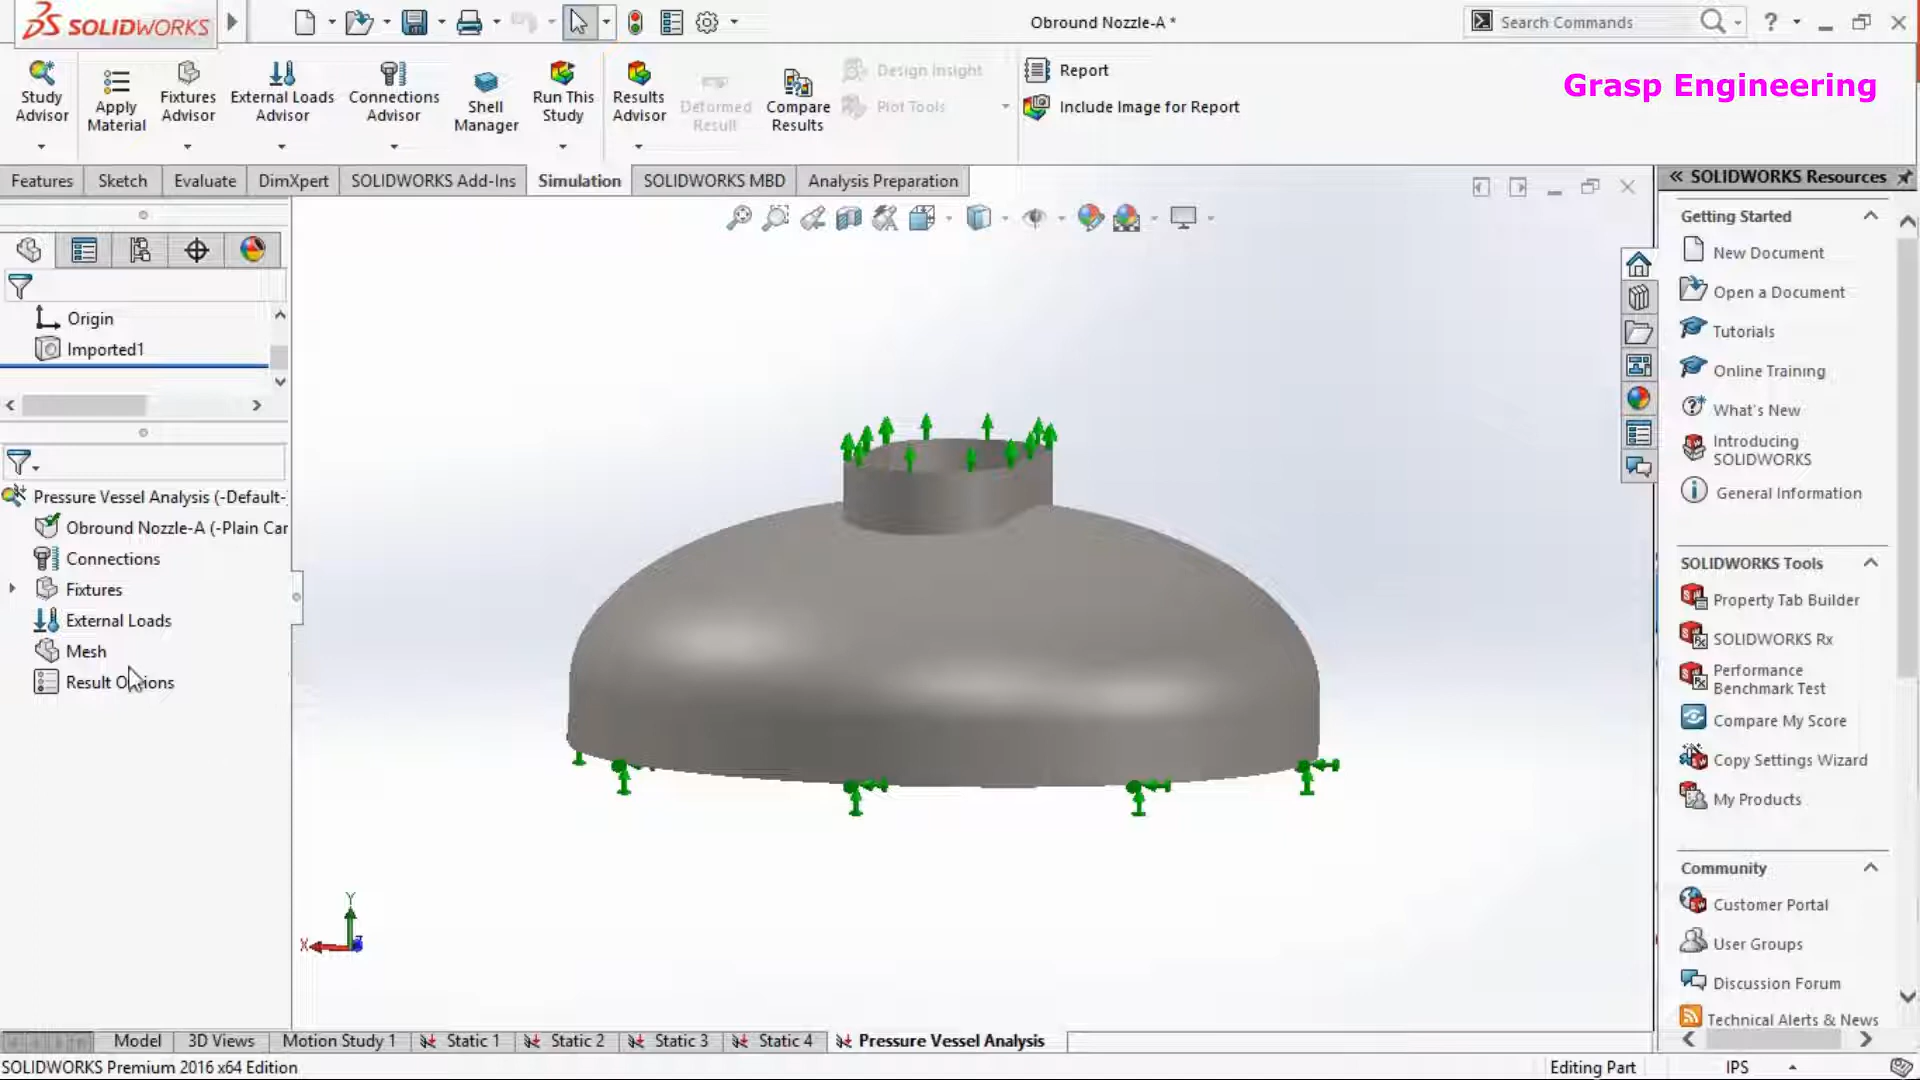 SOLIDWORKS
Obround Nozzle-A *
Search Commands
?
Study Advisor
Apply Material
Fixtures Advisor
External Loads Advisor
Connections Advisor
Shell Manager
Run This Study
Results Advisor
Deformed Result
Compare Results
Design Insight
Plot Tools
Report
Include Image for Report
Grasp Engineering
Features
Sketch
Evaluate
DimXpert
SOLIDWORKS Add-Ins
Simulation
SOLIDWORKS MBD
Analysis Preparation
Origin
Imported1
Pressure Vessel Analysis (-Default-
Obround Nozzle-A (-Plain Car
Connections
Fixtures
External Loads
Mesh
Result Options
Y
X
SOLIDWORKS Resources
Getting Started
New Document
Open a Document
Tutorials
Online Training
What's New
Introducing
SOLIDWORKS
General Information
SOLIDWORKS Tools
Property Tab Builder
SOLIDWORKS Rx
Performance
Benchmark Test
Compare My Score
Copy Settings Wizard
My Products
Community
Customer Portal
User Groups
Discussion Forum
Technical Alerts & News
Model
3D Views
Motion Study 1
Static 1
Static 2
Static 3
Static 4
Pressure Vessel Analysis
SOLIDWORKS Premium 2016 x64 Edition
Editing Part
IPS